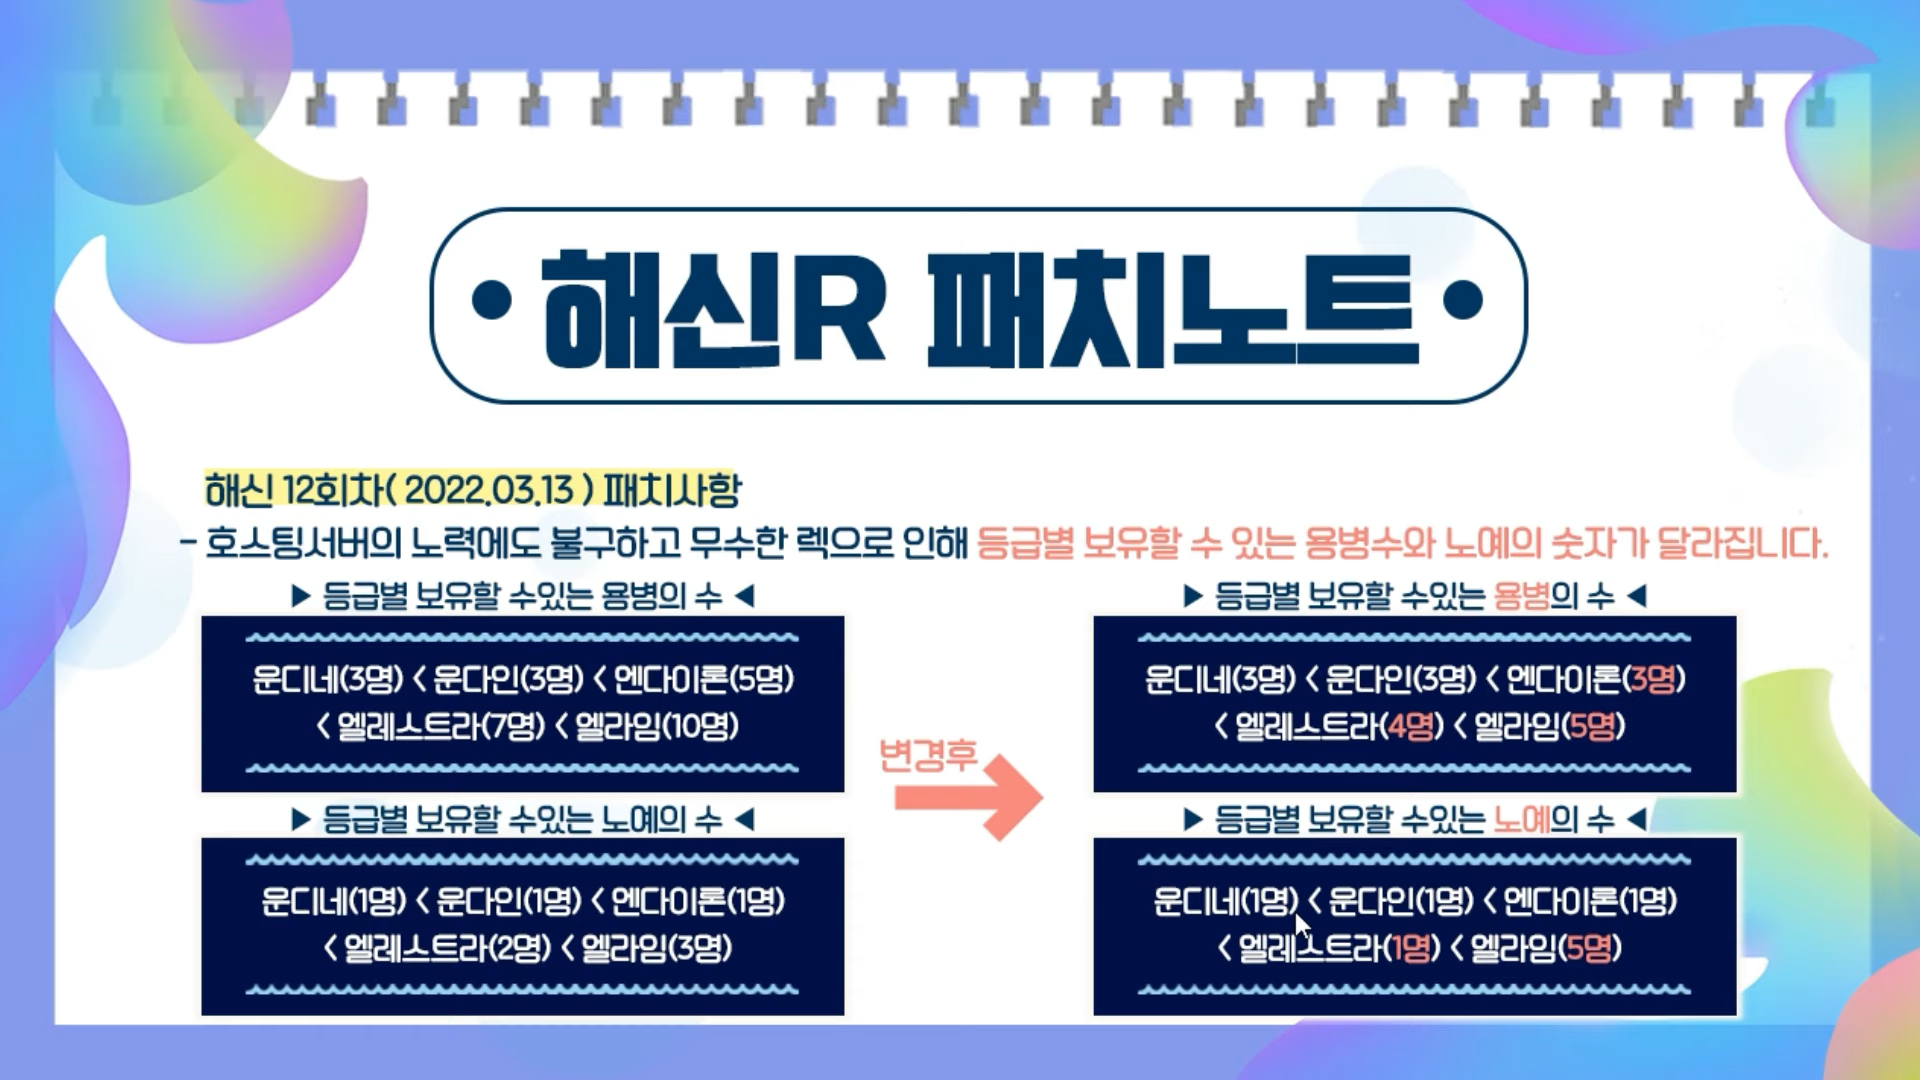 • 해신R 패치노트 •
해신 12회차( 2022.03.13 ) 패치사항
- 호스팅서버의 노력에도 불구하고 무수한 렉으로 인해 등급별 보유할 수 있는 용병수와 노예의 숫자가 달라집니다.
▶ 등급별 보유할 수있는 용병의 수 ◀
운디네(3명) < 운다인(3명) < 엔다이론(5명)
< 엘레스트라(7명) < 엘라임(10명)
▶ 등급별 보유할 수있는 노예의 수 ◀
운디네(1명) < 운다인(1명) < 엔다이론(1명)
< 엘레스트라(2명) < 엘라임(3명)
변경후
▶ 등급별 보유할 수있는 용병의 수 ◀
운디네(3명) < 운다인(3명) < 엔다이론(3명)
< 엘레스트라(4명) < 엘라임(5명)
▶ 등급별 보유할 수있는 노예의 수 ◀
운디네(1명) < 운다인(1명) < 엔다이론(1명)
< 엘레스트라(1명) < 엘라임(5명)